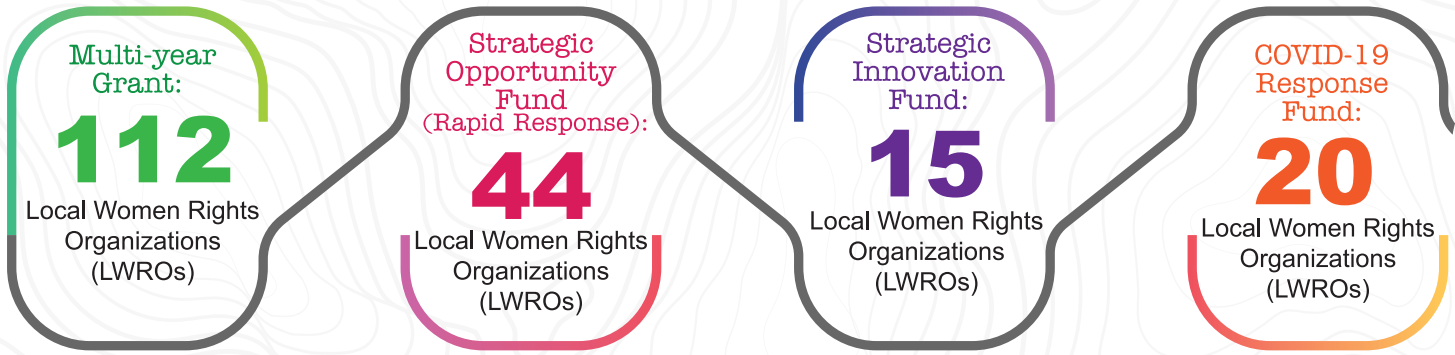 Multi-year
Grant:
112
Local Women Rights
Organizations
(LWROs)
Strategic
Opportunity
Fund
(Rapid Response):
44
Local Women Rights
Organizations
(LWROs)
Strategic
Innovation
Fund:
15
Local Women Rights
Organizations
(LWROs)
COVID-19
Response
Fund:
20
Local Women Rights
Organizations
(LWROs)